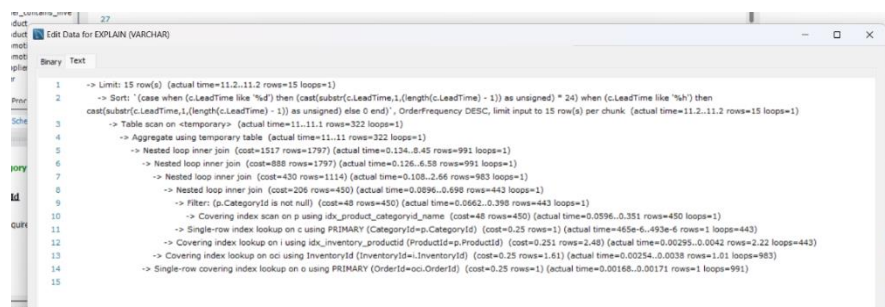 27
Edit Data for EXPLAIN (VARCHAR)
Binary Text
1 -> Limit: 15 row(s) (actual time=11.2..11.2 rows=15 loops=1)
2 -> Sort: `(case when (c.LeadTime like '%d') then (cast(substr(c.LeadTime,1,(length(c.LeadTime) - 1)) as unsigned) * 24) when (c.LeadTime like '%h') then
cast(substr(c.LeadTime,1,(length(c.LeadTime) - 1)) as unsigned) else 0 end)`, OrderFrequency DESC, limit input to 15 row(s) per chunk (actual time=11.2..11.2 rows=15 loops=1)
3 -> Table scan on <temporary> (actual time=11..11.1 rows=322 loops=1)
4 -> Aggregate using temporary table (actual time=11..11 rows=322 loops=1)
5 -> Nested loop inner join (cost=1517 rows=1797) (actual time=0.134..8.45 rows=991 loops=1)
6 -> Nested loop inner join (cost=888 rows=1797) (actual time=0.126..6.58 rows=991 loops=1)
7 -> Nested loop inner join (cost=430 rows=1114) (actual time=0.108..2.66 rows=983 loops=1)
8 -> Nested loop inner join (cost=206 rows=450) (actual time=0.0896..0.698 rows=443 loops=1)
9 -> Filter: (p.CategoryId is not null) (cost=48 rows=450) (actual time=0.0662..0.398 rows=443 loops=1)
10 -> Covering index scan on p using idx_product_categoryid_name (cost=48 rows=450) (actual time=0.0596..0.351 rows=450 loops=1)
11 -> Single-row index lookup on c using PRIMARY (CategoryId=p.CategoryId) (cost=0.25 rows=1) (actual time=465e-6..493e-6 rows=1 loops=443)
12 -> Covering index lookup on i using idx_inventory_productid (ProductId=p.ProductId) (cost=0.251 rows=2.48) (actual time=0.00295..0.0042 rows=2.22 loops=443)
13 -> Covering index lookup on oci using InventoryId (InventoryId=i.InventoryId) (cost=0.25 rows=1.61) (actual time=0.00254..0.0038 rows=1.01 loops=983)
14 -> Single-row covering index lookup on o using PRIMARY (OrderId=oci.OrderId) (cost=0.25 rows=1) (actual time=0.00168..0.00171 rows=1 loops=991)
15